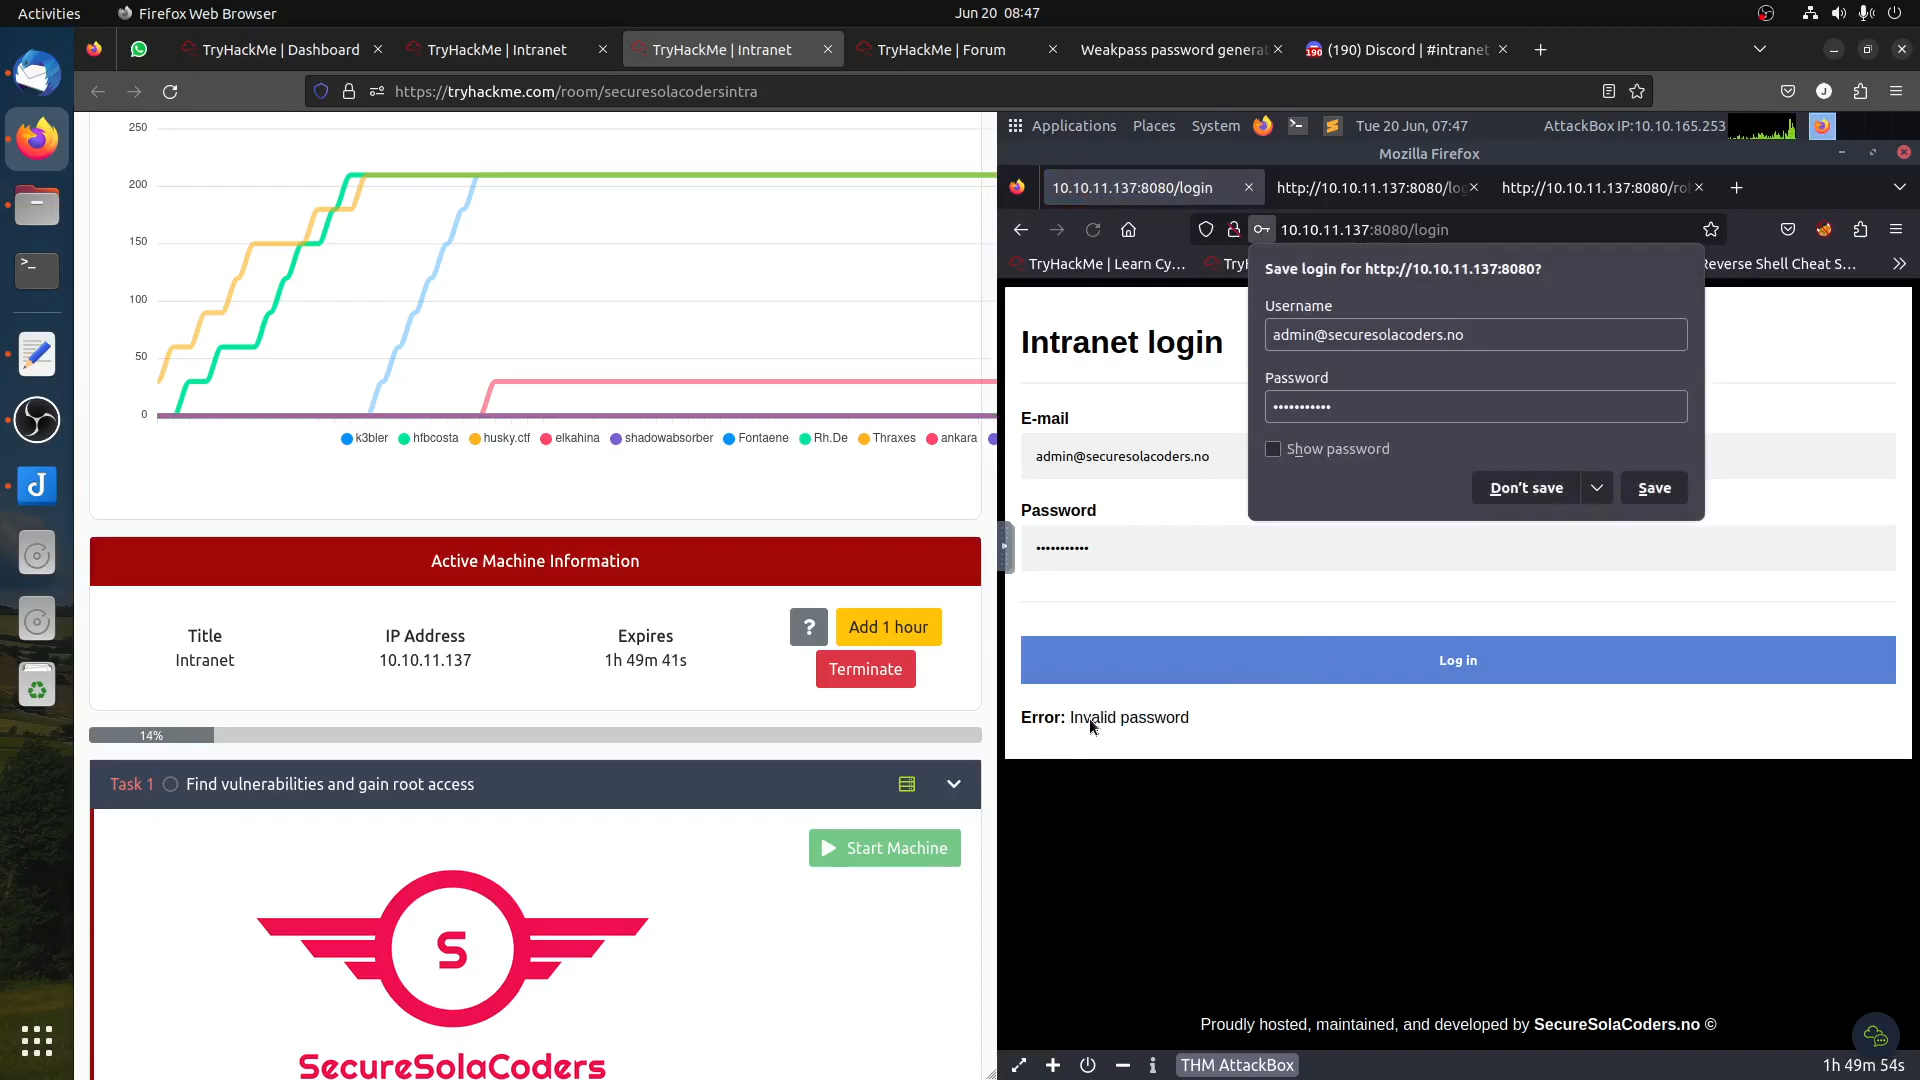 Activities
Firefox Web Browser
Jun 20 08:47
TryHackMe | Dashboard
TryHackMe | Intranet
TryHackMe | Intranet
TryHackMe | Forum
Weakpass password generat
(190) Discord | #intranet
https://tryhackme.com/room/securesolacodersintra
250
200
150
100
50
0
k3bler
hfbcosta
husky.ctf
elkahina
shadowabsorber
Fontaene
Rh.De
Thraxes
ankara
Active Machine Information
Title
IP Address
Expires
Intranet
10.10.11.137
1h 49m 41s
?
Add 1 hour
Terminate
14%
Task 1
Find vulnerabilities and gain root access
Start Machine
S
SecureSolaCoders
Applications
Places
System
Tue 20 Jun, 07:47
AttackBox IP:10.10.165.253
Mozilla Firefox
10.10.11.137:8080/login
http://10.10.11.137:8080/log
http://10.10.11.137:8080/ro
10.10.11.137:8080/login
TryHackMe | Learn Cy...
Try
Reverse Shell Cheat S...
Save login for http://10.10.11.137:8080?
Username
admin@securesolacoders.no
Password
•••••••••••
Show password
Don't save
Save
Intranet login
E-mail
admin@securesolacoders.no
Password
•••••••••••
Log in
Error: Invalid password
Proudly hosted, maintained, and developed by SecureSolaCoders.no ©
THM AttackBox
1h 49m 54s